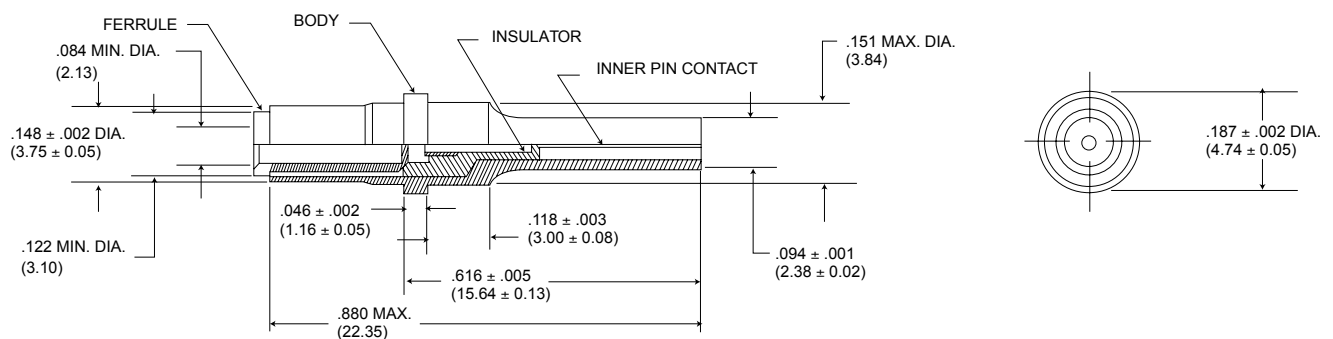 FERRULE
BODY
.084 MIN. DIA.
(2.13)
INSULATOR
.151 MAX. DIA.
(3.84)
INNER PIN CONTACT
.148 ± .002 DIA.
(3.75 ± 0.05)
.187 ± .002 DIA.
(4.74 ± 0.05)
.046 ± .002
(1.16 ± 0.05)
.118 ± .003
(3.00 ± 0.08)
.122 MIN. DIA.
(3.10)
.094 ± .001
(2.38 ± 0.02)
.616 ± .005
(15.64 ± 0.13)
.880 MAX.
(22.35)